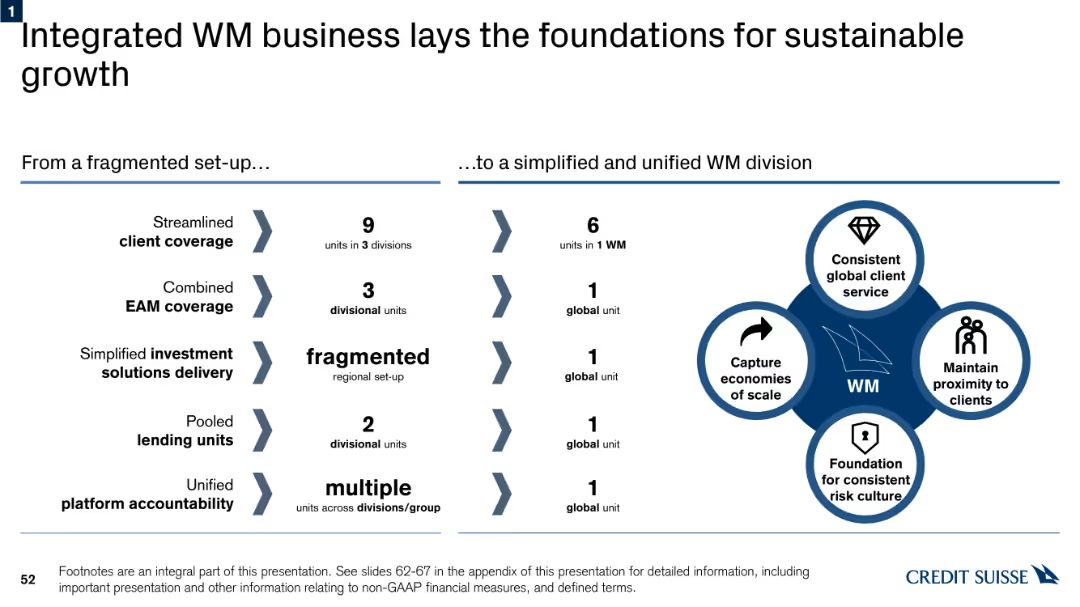 1
Integrated WM business lays the foundations for sustainable
growth
From a fragmented set-up…
…to a simplified and unified WM division
Streamlined
client coverage
9
units in 3 divisions
6
units in 1 WM
Combined
EAM coverage
3
divisional units
1
global unit
Simplified investment
solutions delivery
fragmented
regional set-up
1
global unit
Pooled
lending units
2
divisional units
1
global unit
Unified
platform accountability
multiple
units across divisions/group
1
global unit
Consistent
global client
service
Capture
economies
of scale
WM
Maintain
proximity to
clients
Foundation
for consistent
risk culture
52
Footnotes are an integral part of this presentation. See slides 62-67 in the appendix of this presentation for detailed information, including
important presentation and other information relating to non-GAAP financial measures, and defined terms.
CREDIT SUISSE